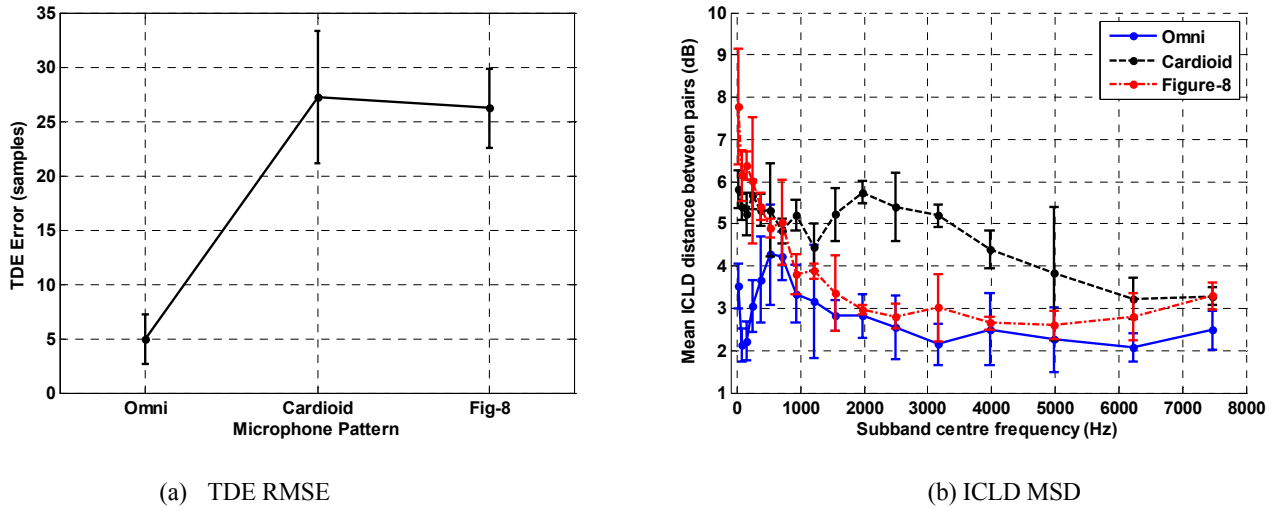 TDE Error (samples)
40
35
30
25
20
15
10
5
0
Omni Cardioid Fig-8
Microphone Pattern
(a) TDE RMSE
Mean ICLD distance between pairs (dB)
10
9
8
7
6
5
4
3
2
1
Omni
Cardioid
Figure-8
0 1000 2000 3000 4000 5000 6000 7000 8000
Subband centre frequency (Hz)
(b) ICLD MSD